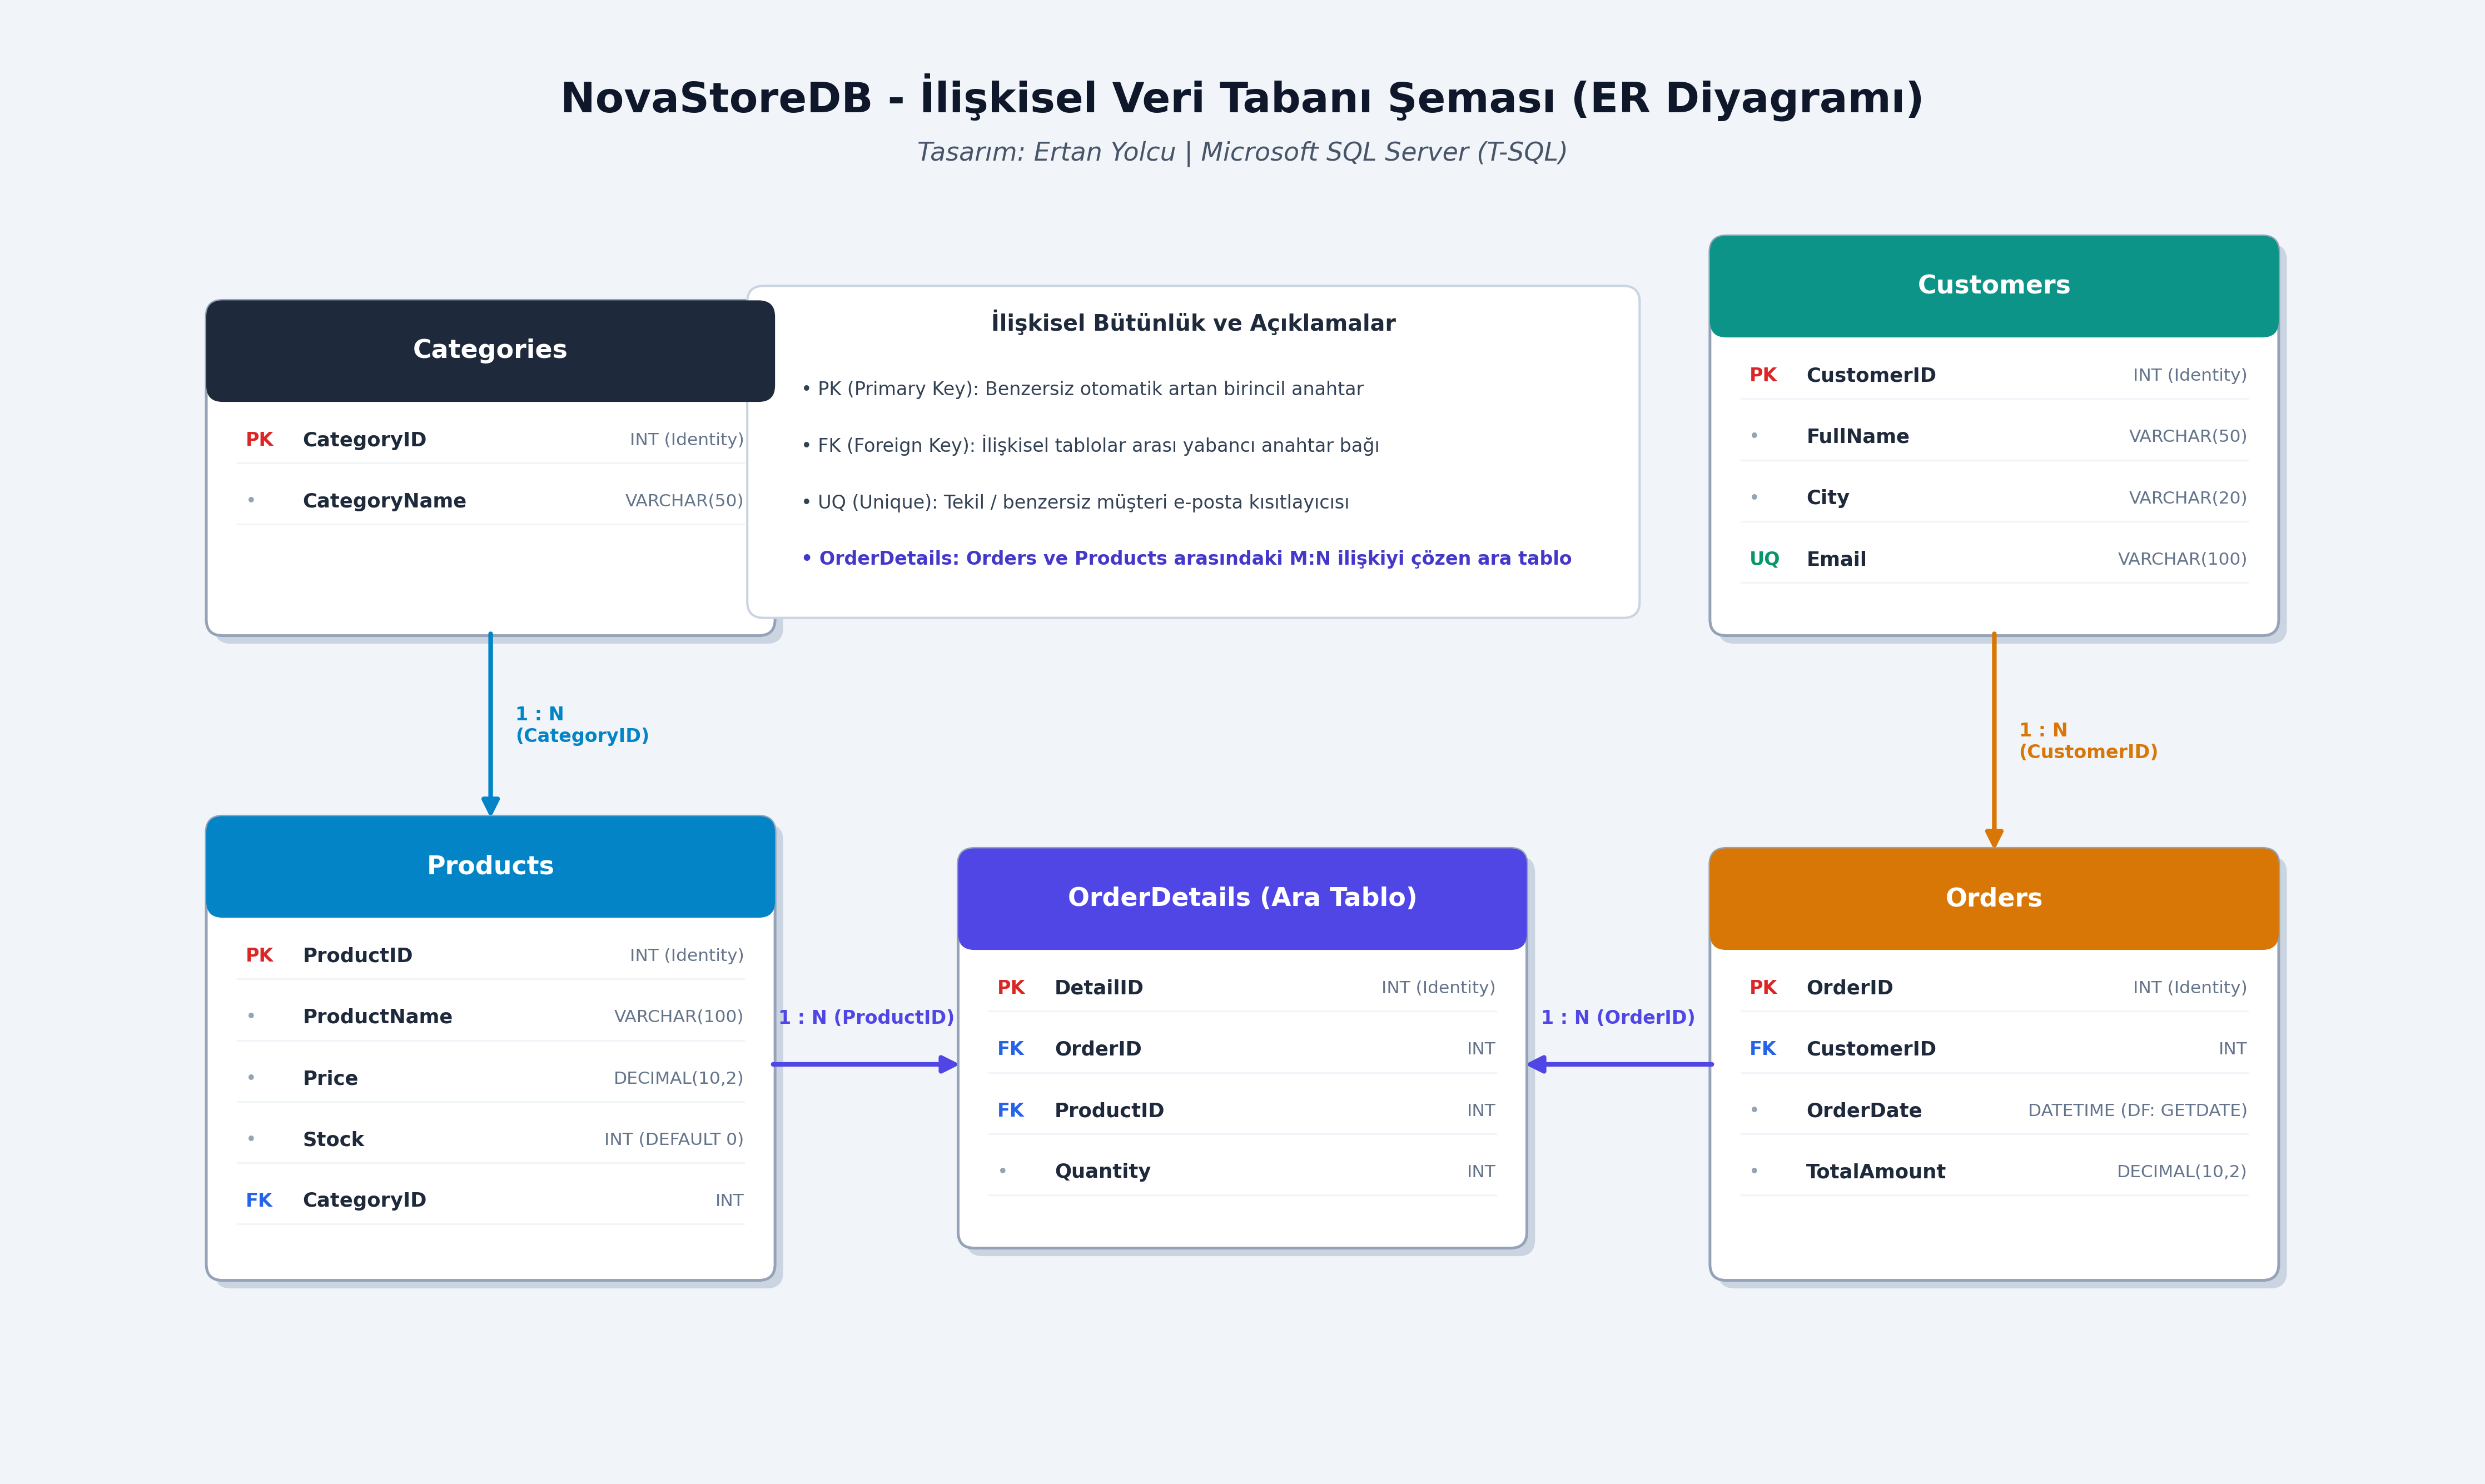 NovaStoreDB - İlişkisel Veri Tabanı Şeması (ER Diyagramı)
Tasarım: Ertan Yolcu | Microsoft SQL Server (T-SQL)
Categories
PK CategoryID INT (Identity)
• CategoryName VARCHAR(50)
İlişkisel Bütünlük ve Açıklamalar
• PK (Primary Key): Benzersiz otomatik artan birincil anahtar
• FK (Foreign Key): İlişkisel tablolar arası yabancı anahtar bağı
• UQ (Unique): Tekil / benzersiz müşteri e-posta kısıtlayıcısı
• OrderDetails: Orders ve Products arasındaki M:N ilişkiyi çözen ara tablo
Customers
PK CustomerID INT (Identity)
• FullName VARCHAR(50)
• City VARCHAR(20)
UQ Email VARCHAR(100)
1 : N
(CategoryID)
1 : N
(CustomerID)
Products
PK ProductID INT (Identity)
• ProductName VARCHAR(100)
• Price DECIMAL(10,2)
• Stock INT (DEFAULT 0)
FK CategoryID INT
1 : N (ProductID)
OrderDetails (Ara Tablo)
PK DetailID INT (Identity)
FK OrderID INT
FK ProductID INT
• Quantity INT
1 : N (OrderID)
Orders
PK OrderID INT (Identity)
FK CustomerID INT
• OrderDate DATETIME (DF: GETDATE)
• TotalAmount DECIMAL(10,2)